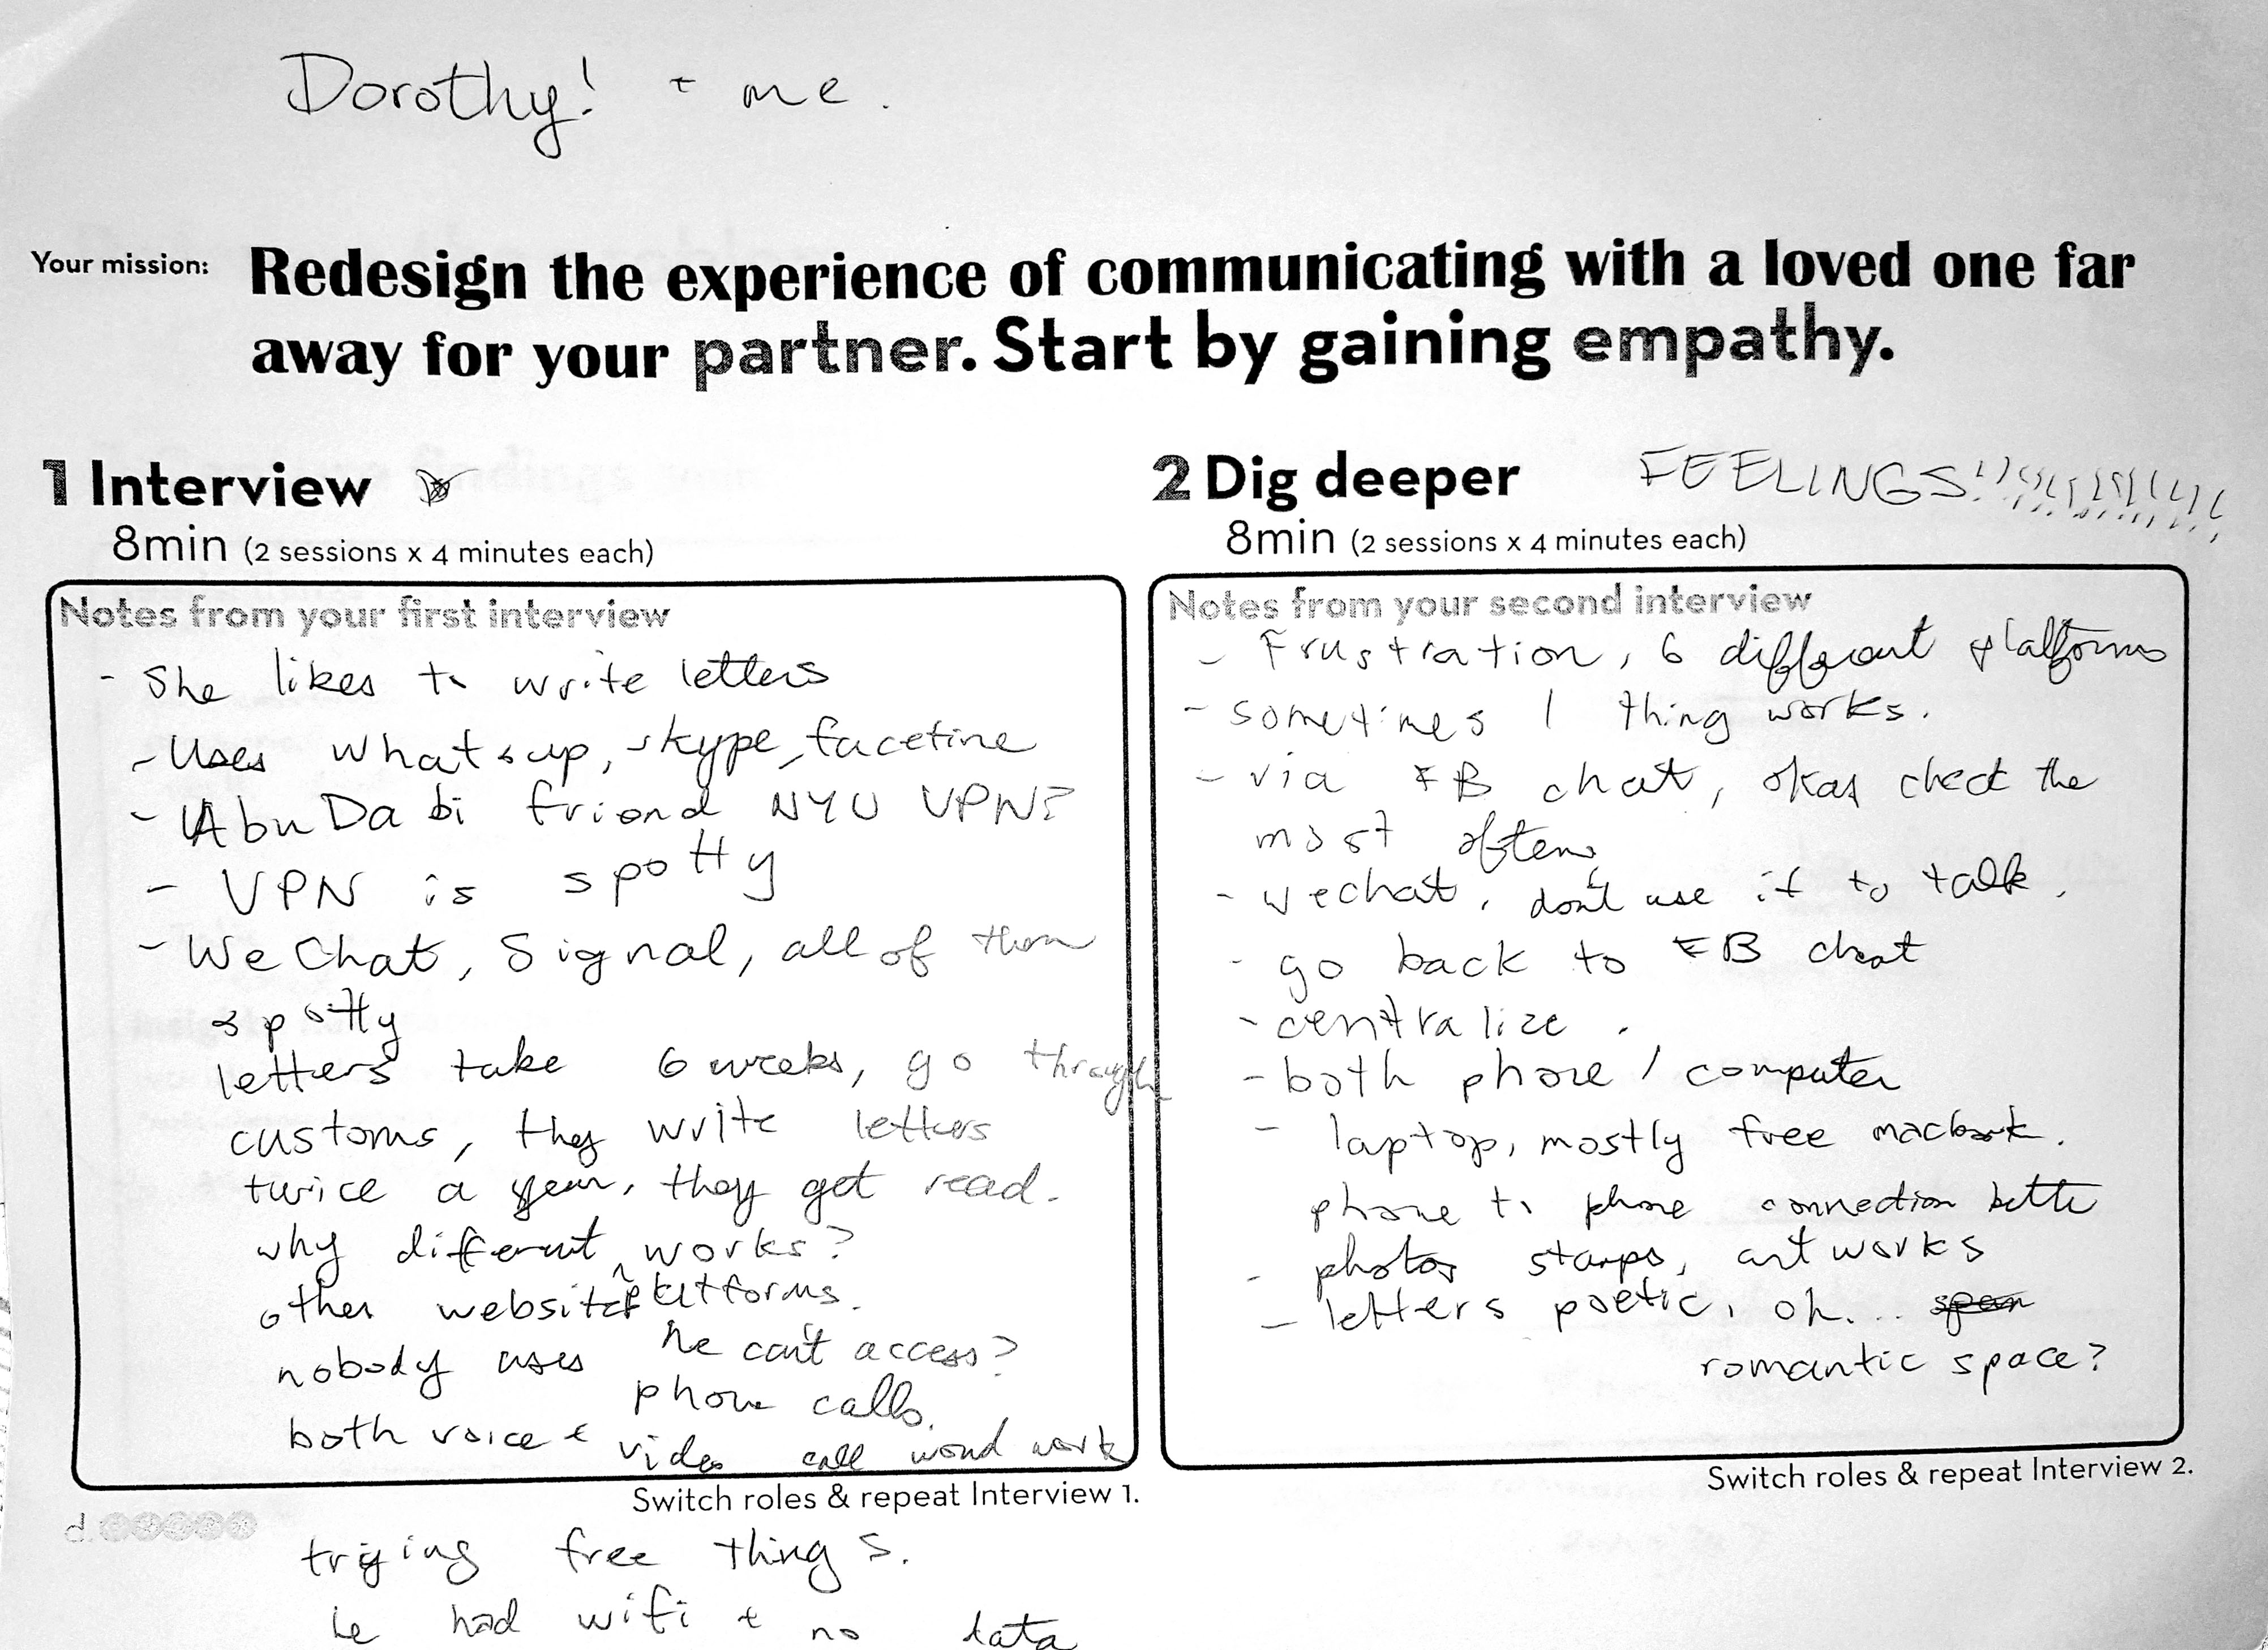 Dorothy! + me.
Your mission: Redesign the experience of communicating with a loved one far
away for your partner. Start by gaining empathy.
1 Interview
8min (2 sessions x 4 minutes each)
Notes from your first interview
- She likes to write letters
- Uses whatsup, skype, facetime
- Abu Dabi friend NYU VPN?
- VPN is spotty
- We Chat, Signal, all of them
spotty
letters take 6 weeks, go through
customs, they write letters
twice a year, they get read.
why different works?
platforms.
other website
he can't access?
nobody uses
phone calls.
both voice + video call work
Switch roles & repeat Interview 1.
d.
trying free things.
he had wifi + no data
2 Dig deeper FEELINGS!!!!!!!!!!!!!
8min (2 sessions x 4 minutes each)
Notes from your second interview
- Frustration, 6 different platforms
- sometimes 1 thing works.
- via FB chat, check the
most often,
- wechat, don't use it to talk.
- go back to FB chat
- centralize.
- both phone / computer
- laptop, mostly free macbook.
phone to phone connection bette
- photos stamps, art works
- letters poetic, oh...
romantic space?
Switch roles & repeat Interview 2.